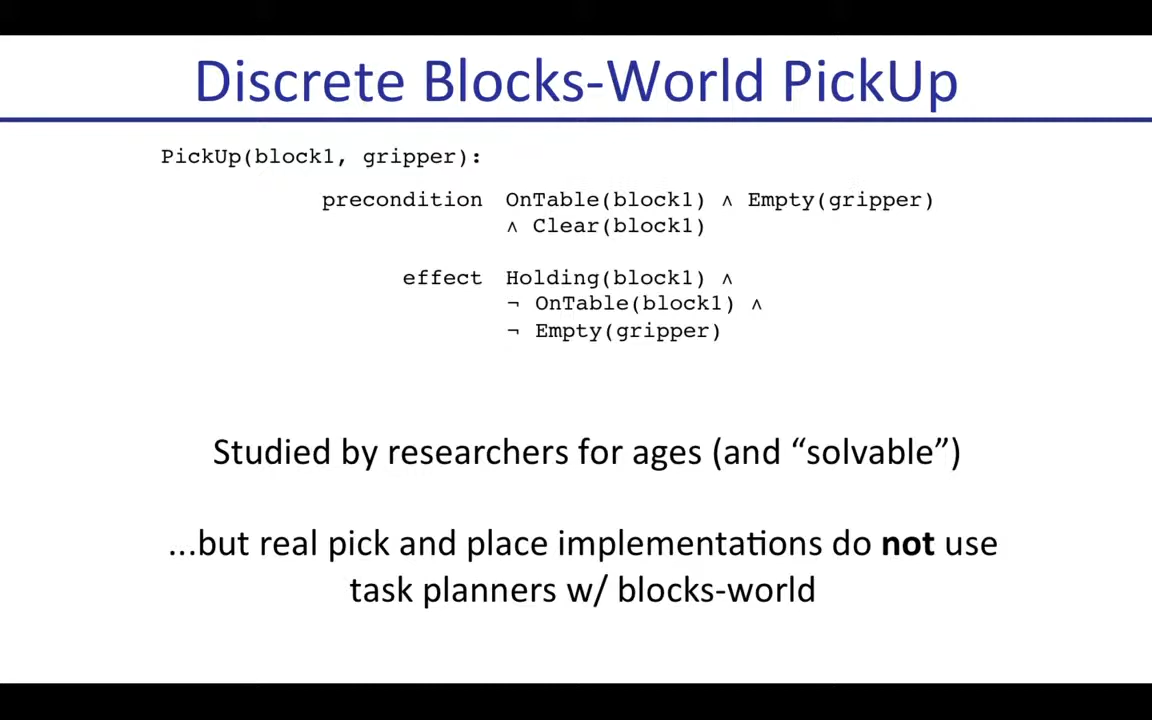 Discrete Blocks-World PickUp
PickUp(block1, gripper):
precondition OnTable(block1) ∧ Empty(gripper)
∧ Clear(block1)
effect Holding(block1) ∧
¬ OnTable(block1) ∧
¬ Empty(gripper)
Studied by researchers for ages (and “solvable”)
...but real pick and place implementations do not use
task planners w/ blocks-world